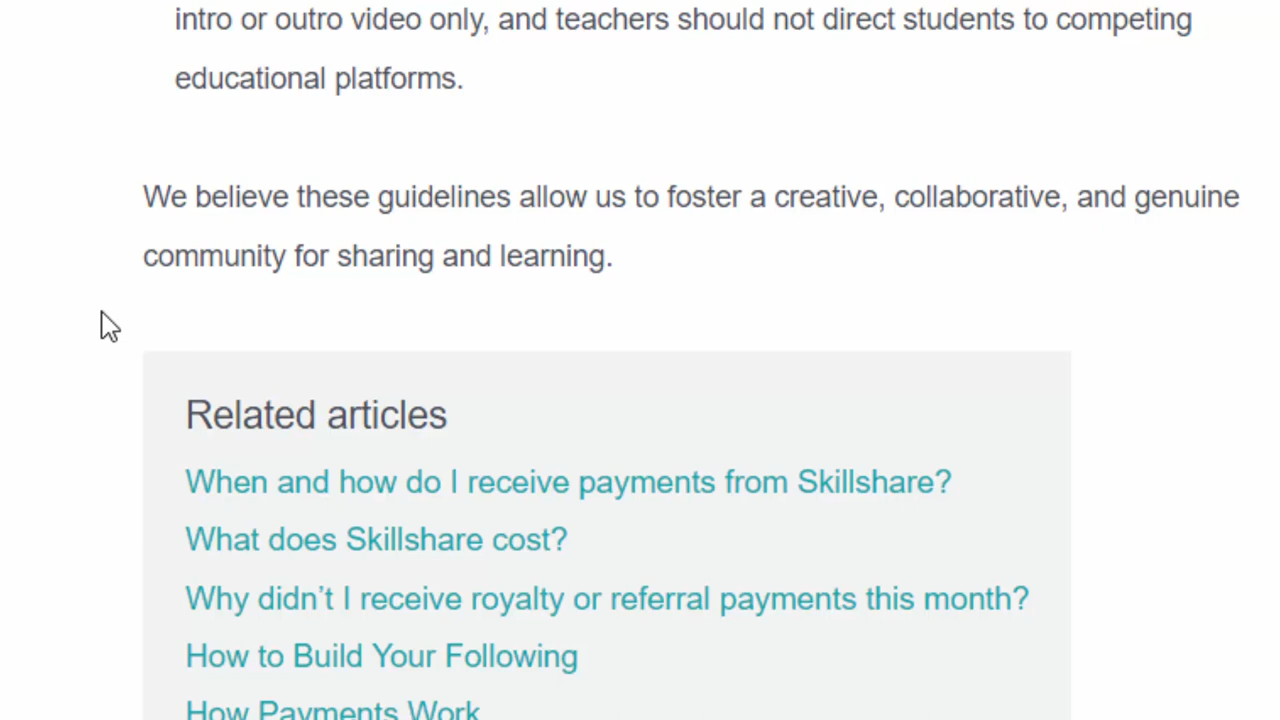 intro or outro video only, and teachers should not direct students to competing
educational platforms.
We believe these guidelines allow us to foster a creative, collaborative, and genuine
community for sharing and learning.
Related articles
When and how do I receive payments from Skillshare?
What does Skillshare cost?
Why didn’t I receive royalty or referral payments this month?
How to Build Your Following
How Payments Work